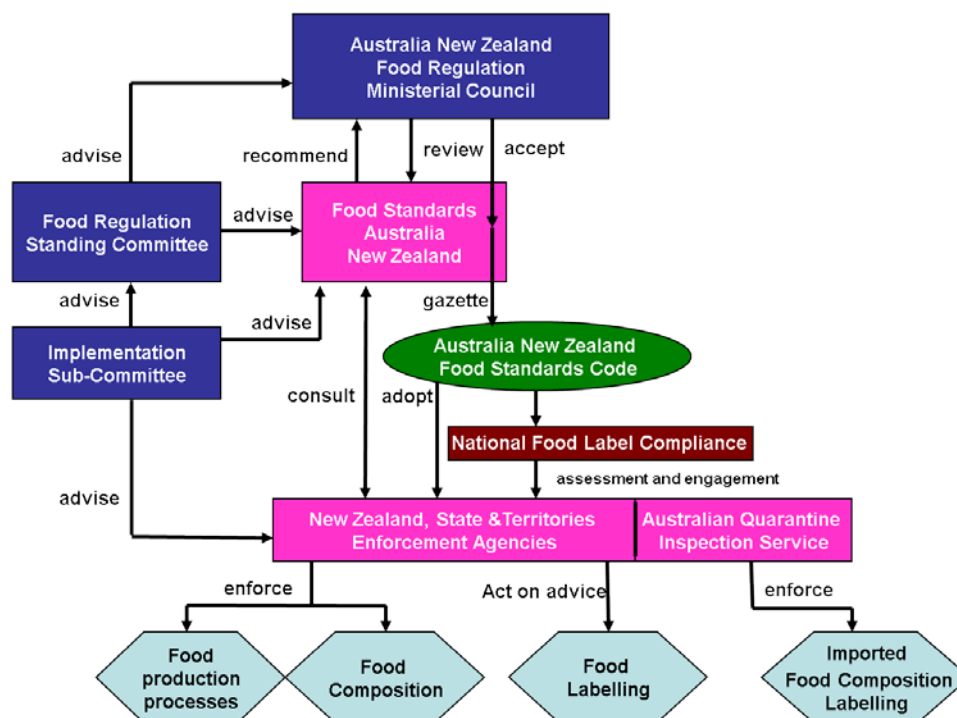 Australia New Zealand
Food Regulation
Ministerial Council
advise
recommend
review
accept
Food Regulation
Standing Committee
advise
Food Standards
Australia
New Zealand
advise
advise
gazette
Implementation
Sub-Committee
Australia New Zealand
Food Standards Code
consult
adopt
National Food Label Compliance
assessment and engagement
advise
New Zealand, State &Territories
Enforcement Agencies
Australian Quarantine
Inspection Service
enforce
Act on advice
enforce
Food
production
processes
Food
Composition
Food
Labelling
Imported
Food Composition
Labelling